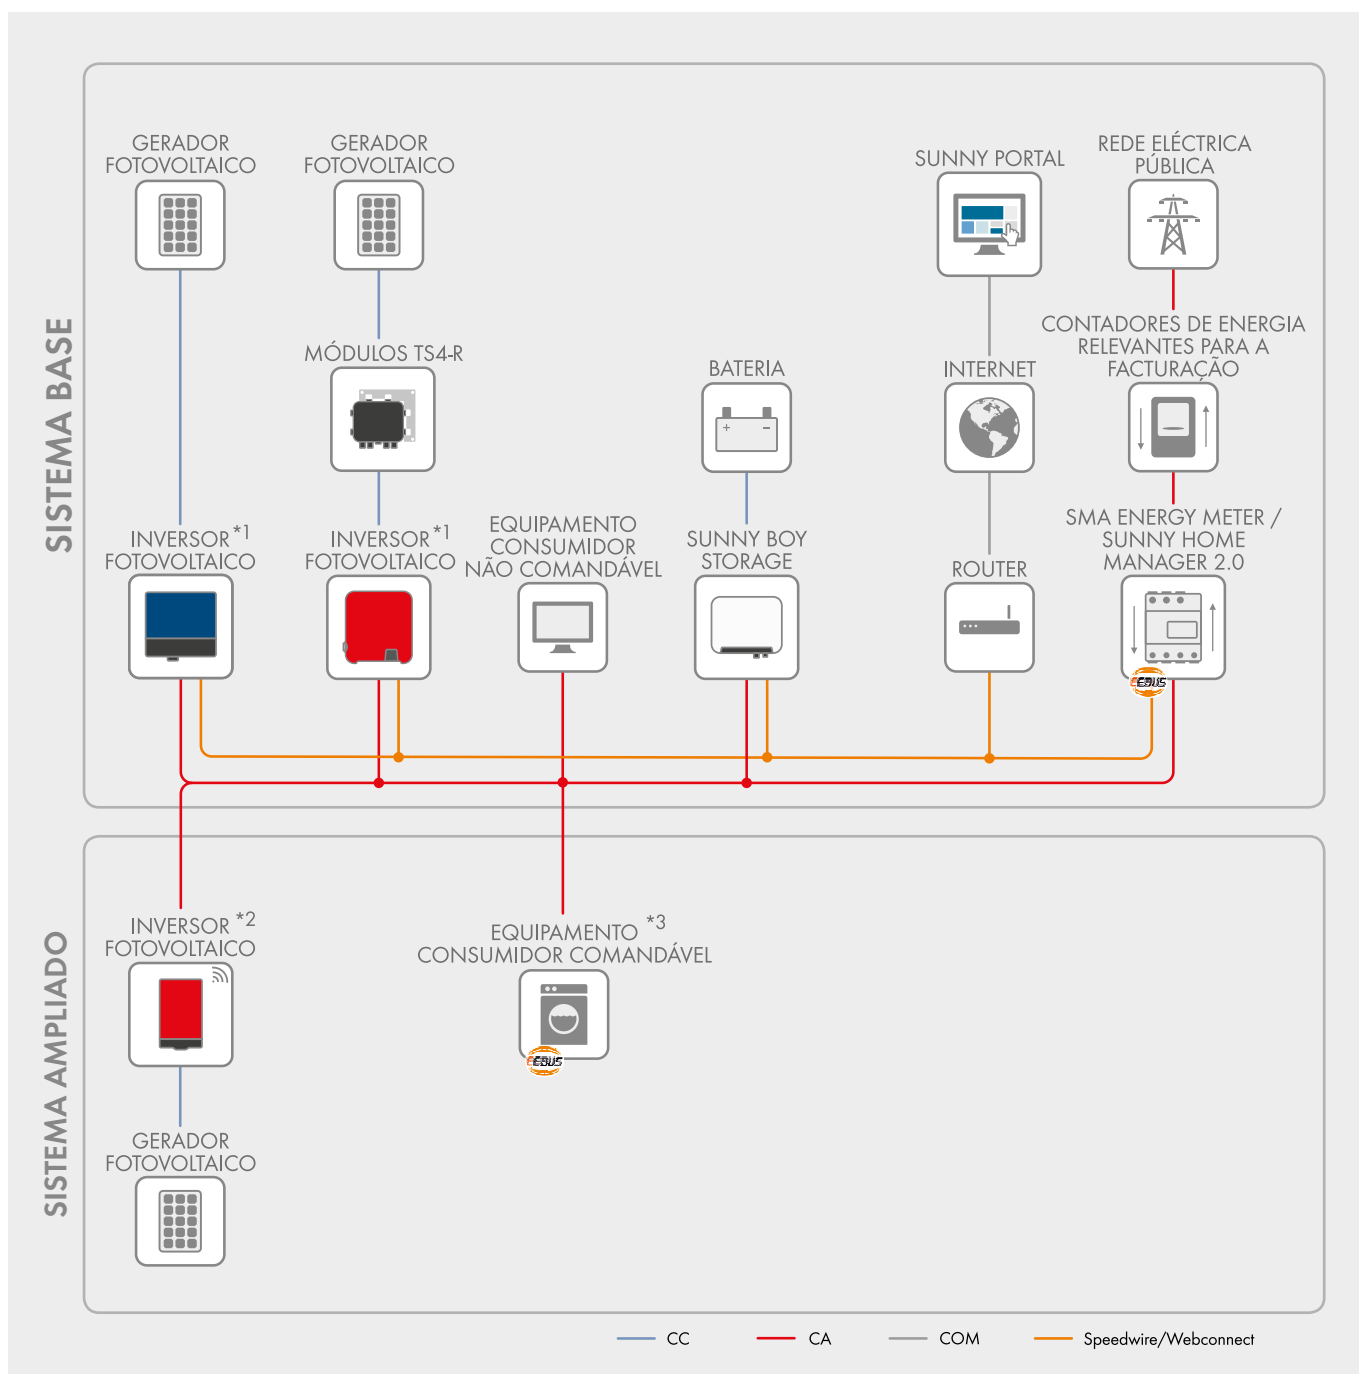 SISTEMA BASE
GERADOR
FOTOVOLTAICO
GERADOR
FOTOVOLTAICO
SUNNY PORTAL
REDE ELÉCTRICA
PÚBLICA
MÓDULOS TS4-R
BATERIA
INTERNET
CONTADORES DE ENERGIA
RELEVANTES PARA A
FACTURAÇÃO
INVERSOR *1
FOTOVOLTAICO
INVERSOR *1
FOTOVOLTAICO
EQUIPAMENTO
CONSUMIDOR
NÃO COMANDÁVEL
SUNNY BOY
STORAGE
ROUTER
SMA ENERGY METER /
SUNNY HOME
MANAGER 2.0
EEBUS
SISTEMA AMPLIADO
INVERSOR *2
FOTOVOLTAICO
EQUIPAMENTO *3
CONSUMIDOR COMANDÁVEL
EEBUS
GERADOR
FOTOVOLTAICO
CC
CA
COM
Speedwire/Webconnect